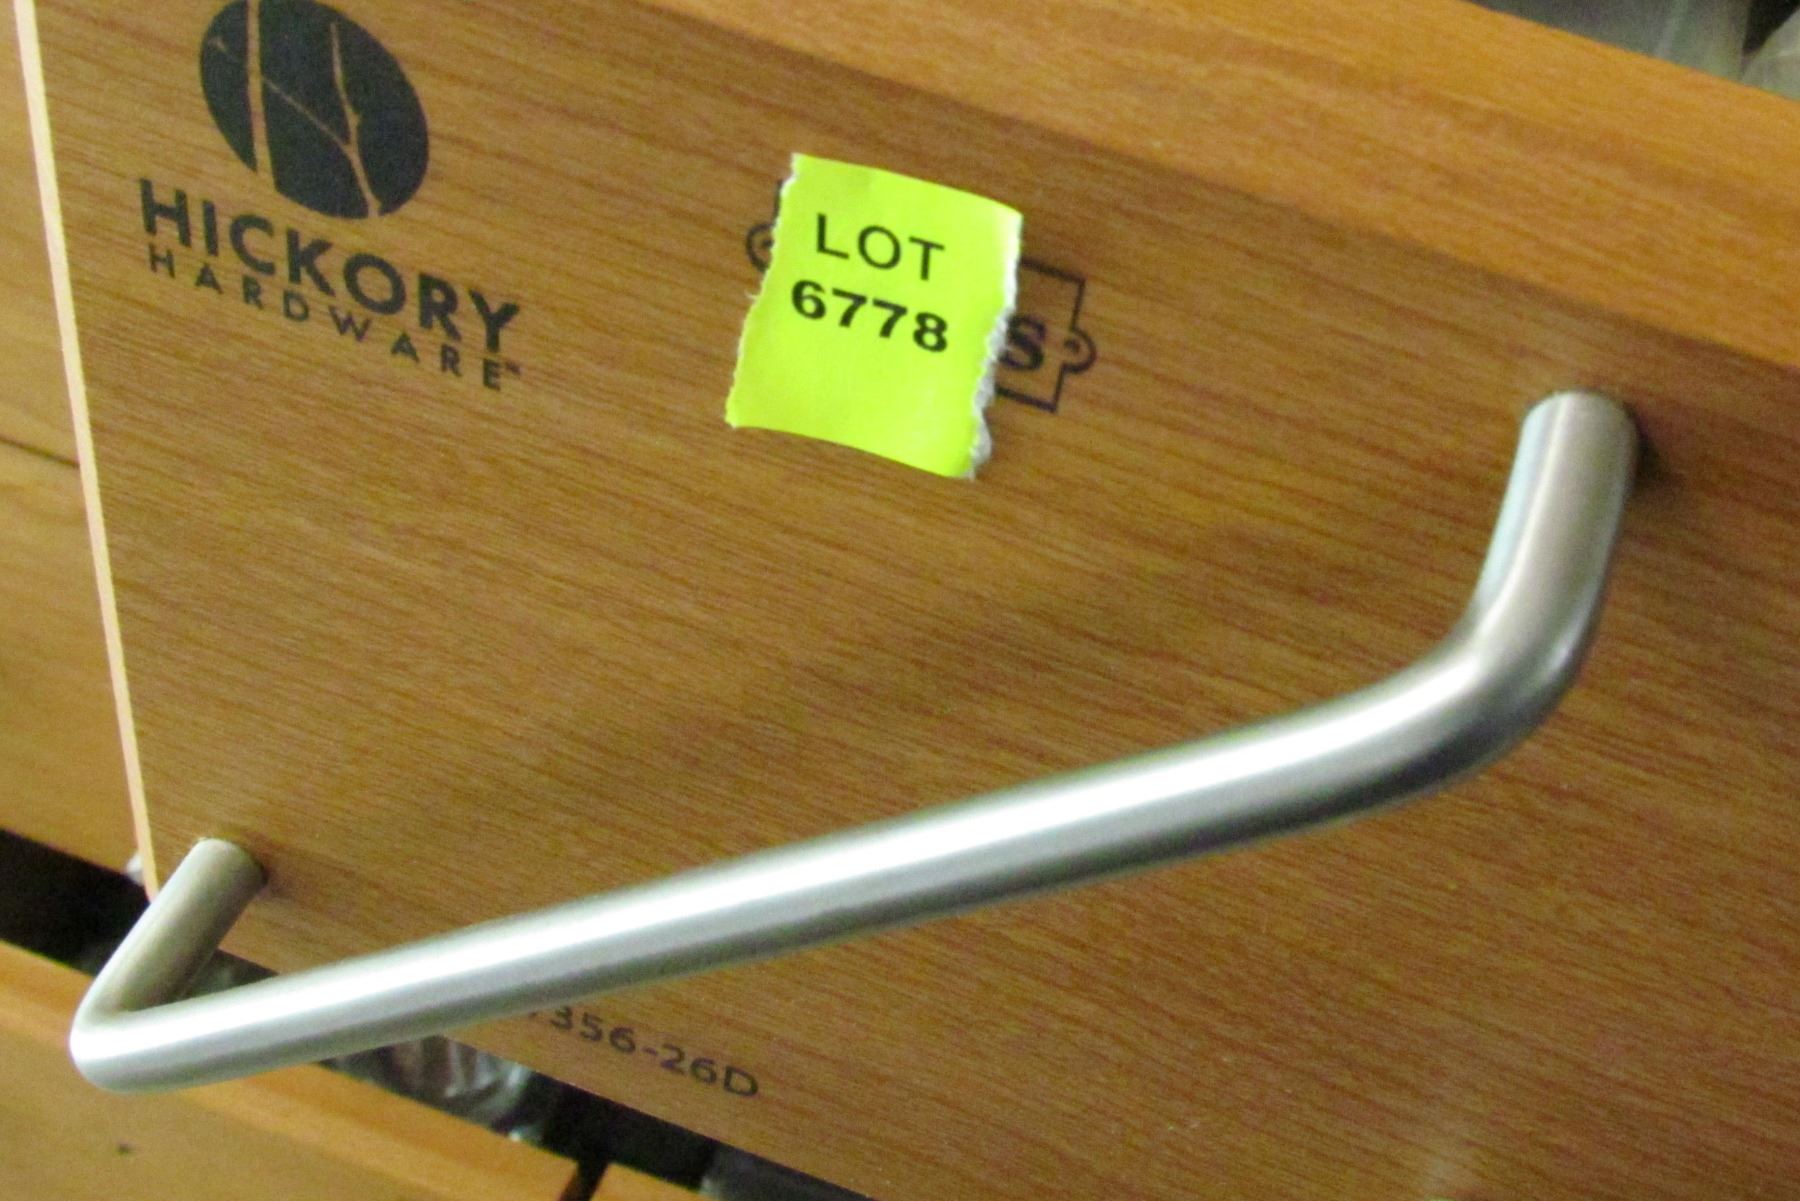 HICKORY
HARDWARE™
LOT
6778
S
356-26D